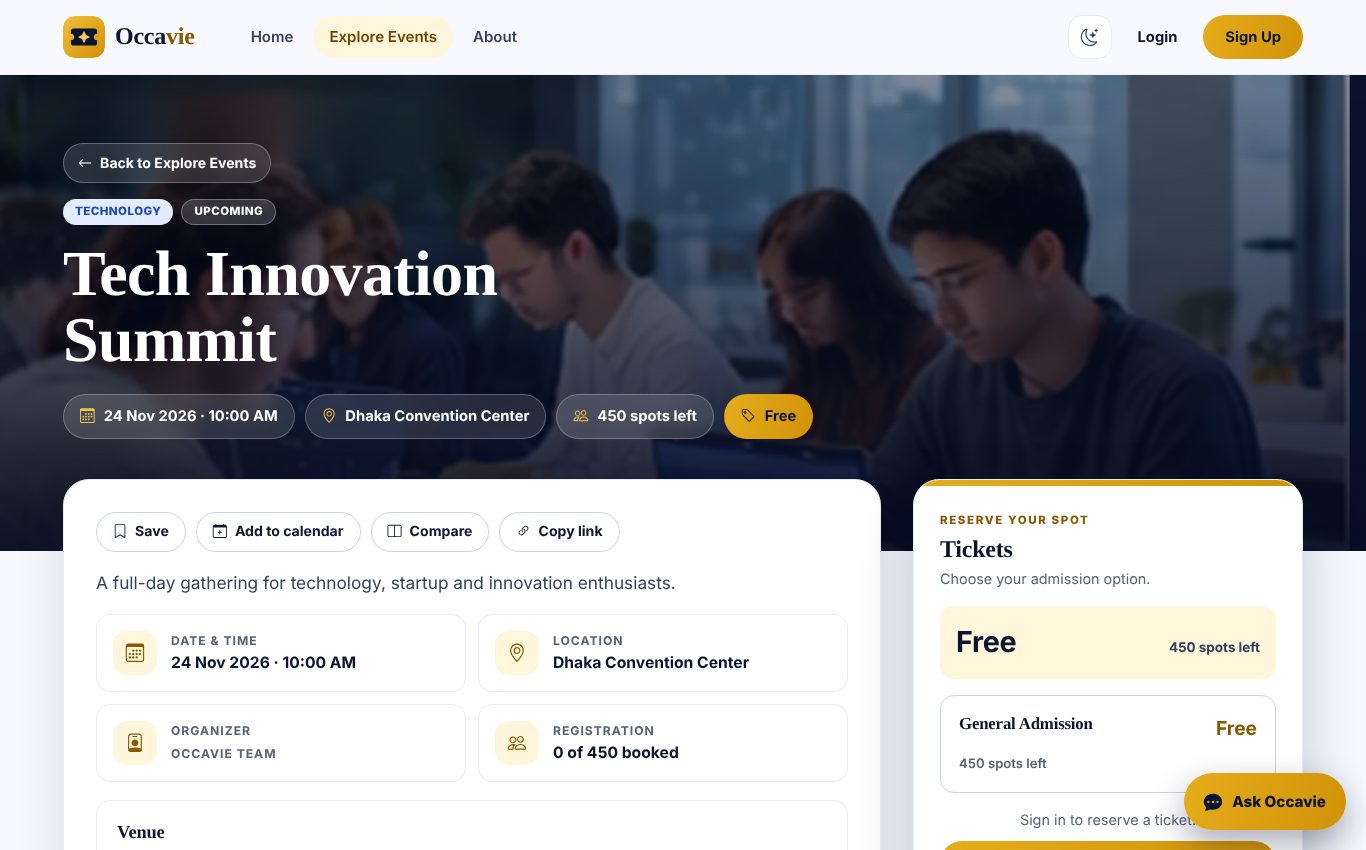 Occavie
Home
Explore Events
About
Login
Sign Up
Back to Explore Events
TECHNOLOGY
UPCOMING
Tech Innovation
Summit
24 Nov 2026 · 10:00 AM
Dhaka Convention Center
450 spots left
Free
Save
Add to calendar
Compare
Copy link
A full-day gathering for technology, startup and innovation enthusiasts.
DATE & TIME
24 Nov 2026 · 10:00 AM
LOCATION
Dhaka Convention Center
ORGANIZER
OCCAVIE TEAM
REGISTRATION
0 of 450 booked
Venue
RESERVE YOUR SPOT
Tickets
Choose your admission option.
Free
450 spots left
General Admission
Free
450 spots left
Sign in to reserve a ticket.
Ask Occavie